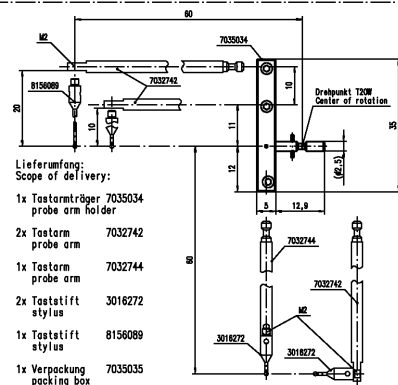 60
M2
7035034
8156089
7032742
10
Drehpunkt T20W
Center of rotation
20
10
11
35
12
(ø2.5)
Lieferumfang:
Scope of delivery:
5
12,9
1x Tastarmträger 7035034
probe arm holder
2x Tastarm 7032742
probe arm
7032744
60
1x Tastarm 7032744
probe arm
7032742
2x Taststift 3016272
stylus
M2
1x Taststift 8156089
stylus
3016272
3016272
1x Verpackung 7035035
packing box